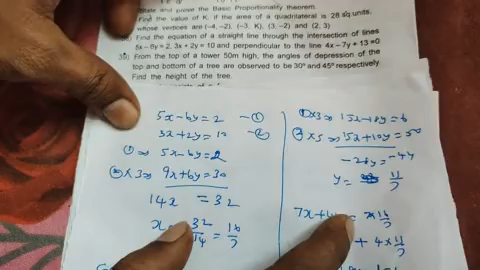 State and prove the Basic Proportionality theorem.
Find the value of K, if the area of a quadrilateral is 28 sq.units,
whose vertices are (-4, -2), (-3, K), (3, -2) and (2, 3)
Find the equation of a straight line through the intersection of lines
5x - 6y = 2, 3x + 2y = 10 and perpendicular to the line 4x - 7y + 13 = 0
From the top of a tower 50m high, the angles of depression of the
top and bottom of a tree are observed to be 30° and 45° respectively.
Find the height of the tree.
5x - 6y = 2 — ①
3x + 2y = 10 — ②
① ⇒ 5x - 6y = 2
② x 3 ⇒ 9x + 6y = 30
14x = 32
x = 32/14 = 16/7
① x 3 ⇒ 15x - 18y = 6
② x 5 ⇒ 15x + 10y = 50
-28y = -44
y = 11/7
7x + 4y =
+ 4 x 11/7